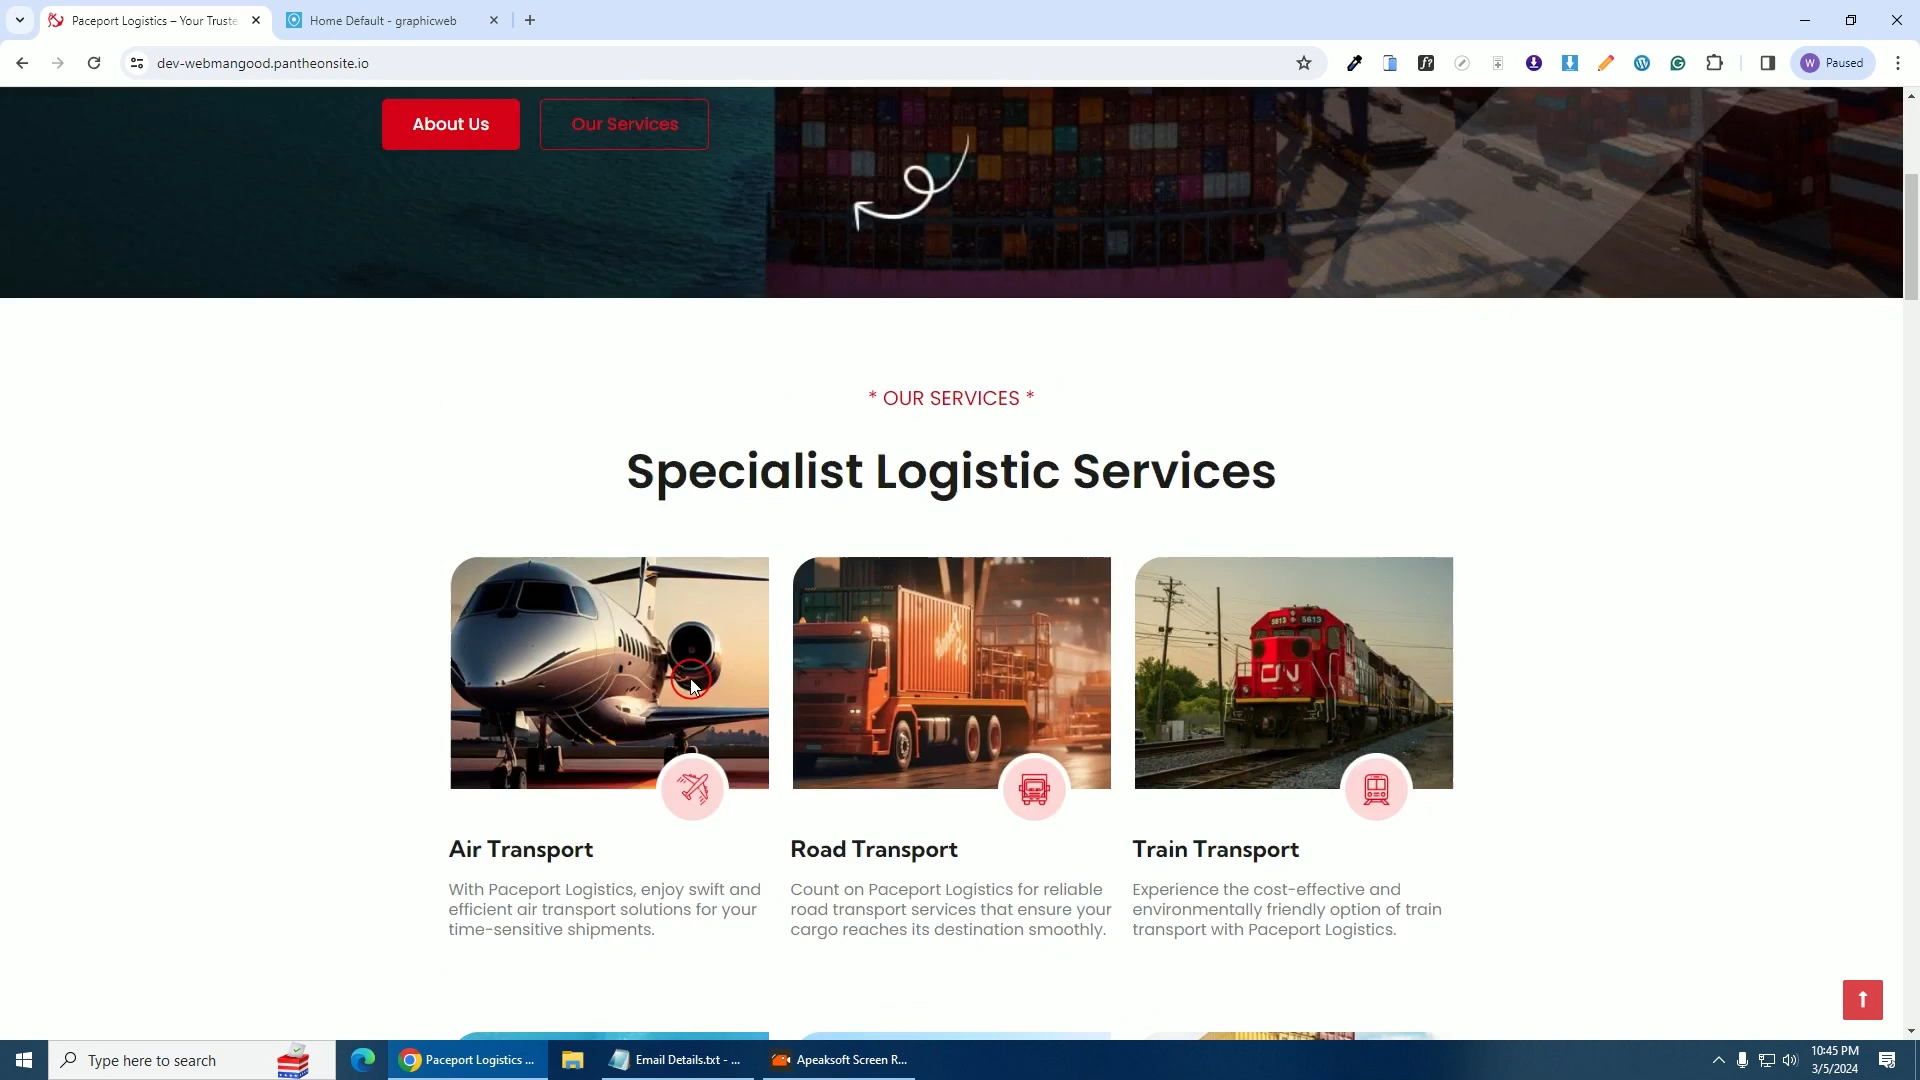 Paceport Logistics – Your Truste
Home Default - graphicweb
dev-webmangood.pantheonsite.io
f?
W
Paused
About Us
Our Services
* OUR SERVICES *
Specialist Logistic Services
5613 5613
CN
Air Transport
Road Transport
Train Transport
With Paceport Logistics, enjoy swift and
efficient air transport solutions for your
time-sensitive shipments.
Count on Paceport Logistics for reliable
road transport services that ensure your
cargo reaches its destination smoothly.
Experience the cost-effective and
environmentally friendly option of train
transport with Paceport Logistics.
Type here to search
Paceport Logistics ...
Email Details.txt - ...
Apeaksoft Screen R...
10:45 PM
3/5/2024